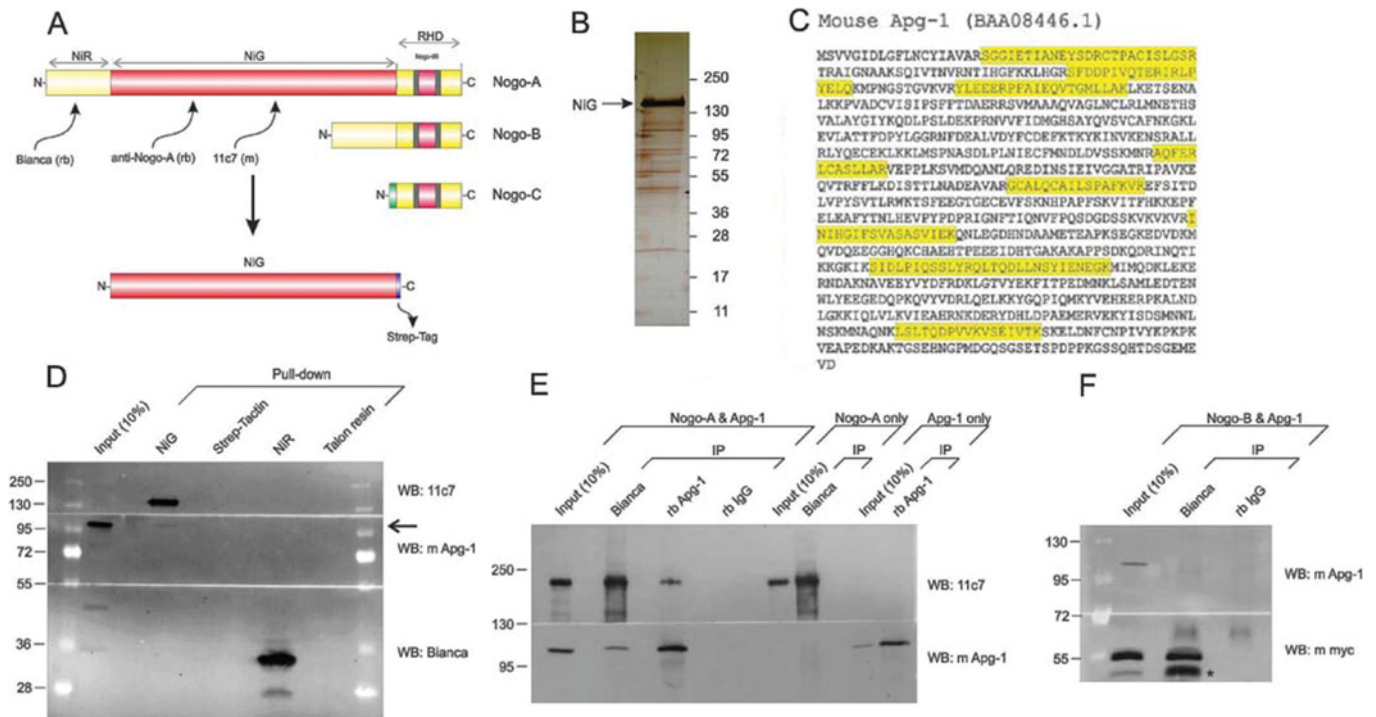 A
NiR
NiG
RHD
N-
-C
Nogo-A
N-
-C
Nogo-B
Bianca (rb)
anti-Nogo-A (rb)
11c7 (m)
N-
-C
Nogo-C
NiG
N-
-C
Strep-Tag
B
NiG
250
130
95
72
55
36
28
17
11
C Mouse Apg-1 (BAA08446.1)
MSVVGIDLGFLNCYIAVARSGGIETIANEYSDRCTPACISLGSR
TRAIGNAAKSQIVTNVRNTIHGFKKLHGRSFDDPIVQTERIRLP
YELQKMPNGSTGVKVRYLEEERPFAIEQVTGMLLAKLKETSENA
LKKPVADCVISIPSFFTDAERRSVMAAAQVAGLNCLRLMNETHS
VALAYGIYKQDLPSLDEKPRNVVFIDMGHSAYQVSVCAFNKGKL
EVLATTFDPYLGGRNFDEALVDYFCDEFKTKYKINVKENSRALL
RLYQECEKLKKLMSPNASDLPLNIECFMNDLDVSSKMNRAQFER
LCASLLARVEPPLKSVMDQANLQREDINSIEIVGGATRIPAVKE
QVTRFFLKDISTTLNADEAVARGCALQCAILSPAFKVREFSITD
LVPYSVTLRWKTSFEEGTGECEVFSKNHPAPFSKVITFHKKEPF
ELEAFYTNLHEVPYPDPRIGNFTIQNVFPQSDGDSSKVKVKVRI
NIHGIFSVASASVIEKQNLEGDHNDAAMETEAPKSEGKEDVDKM
QVDQEEGGHQKCHAEHTPEEEIDHTGAKAKAPPSDKQDRINQTI
KKGKIKSIDLPIQSSLYRQLTQDLLNSYIENEGKMIMQDKLEKE
RNDAKNAVEEYVYDFRDKLGTVYEKFITPEDMNKLSAMLEDTEN
WLYEEGEDQPKQVYVDRLQELKKYGQPIQMKYVEHEERPKALND
LGKKIQLVLKVIEAHRNKDERYDHLDPAEMERVEKYISDSMNWL
NSKMNAQNKLSLTQDPVVKVSEIVTKSKELDNFCNPIVYKPKPK
VEAPEDKAKTGSEHNGPMDGQSGSETSPDPPKGSSQHTDSGEME
VD
D
Pull-down
Input (10%)
NiG
Strep-Tactin
NiR
Talon resin
250
130
95
72
55
36
28
WB: 11c7
WB: m Apg-1
WB: Bianca
E
Nogo-A & Apg-1
Nogo-A only
Apg-1 only
IP
IP
IP
Input (10%)
Bianca
rb Apg-1
rb IgG
Input (10%)
Bianca
Input (10%)
rb Apg-1
250
130
95
WB: 11c7
WB: m Apg-1
F
Nogo-B & Apg-1
IP
Input (10%)
Bianca
rb IgG
130
95
72
55
WB: m Apg-1
WB: m myc
*